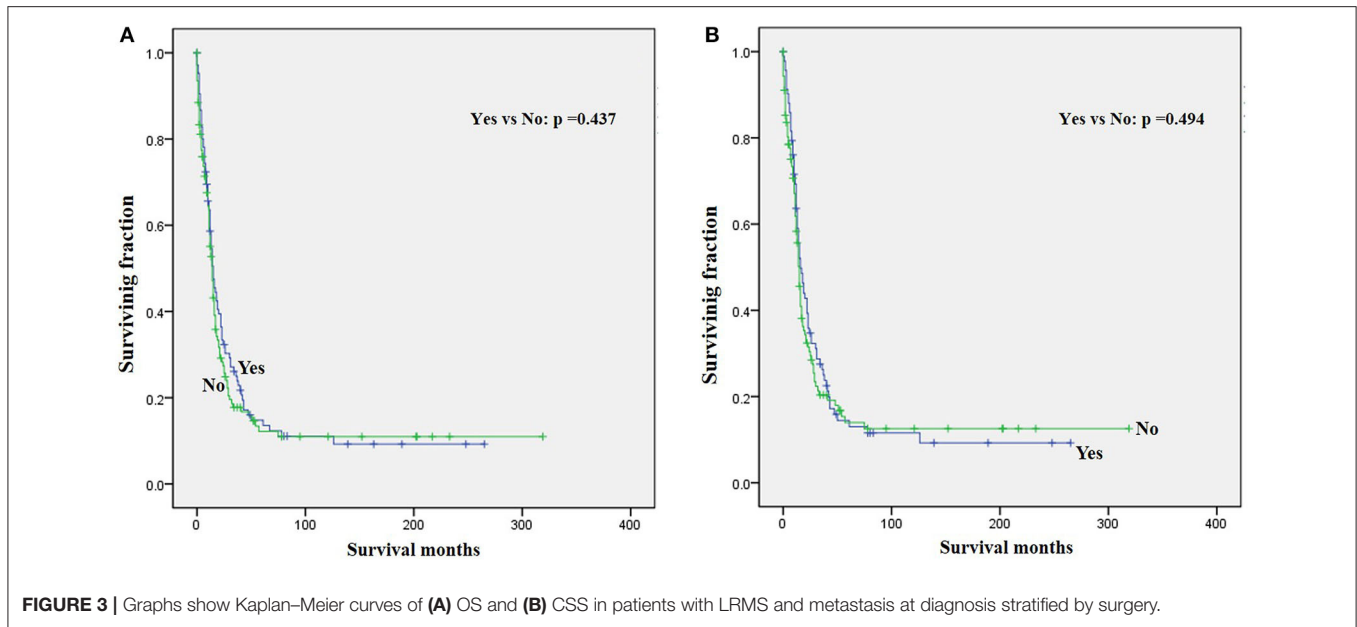 A
Yes vs No: p =0.437
1.0
0.8
0.6
0.4
0.2
0.0
Survivinig fraction
Yes
No
0
100
200
300
400
Survival months
B
Yes vs No: p =0.494
1.0
0.8
0.6
0.4
0.2
0.0
Survivinig fraction
No
Yes
0
100
200
300
400
Survival months
FIGURE 3 | Graphs show Kaplan–Meier curves of (A) OS and (B) CSS in patients with LRMS and metastasis at diagnosis stratified by surgery.